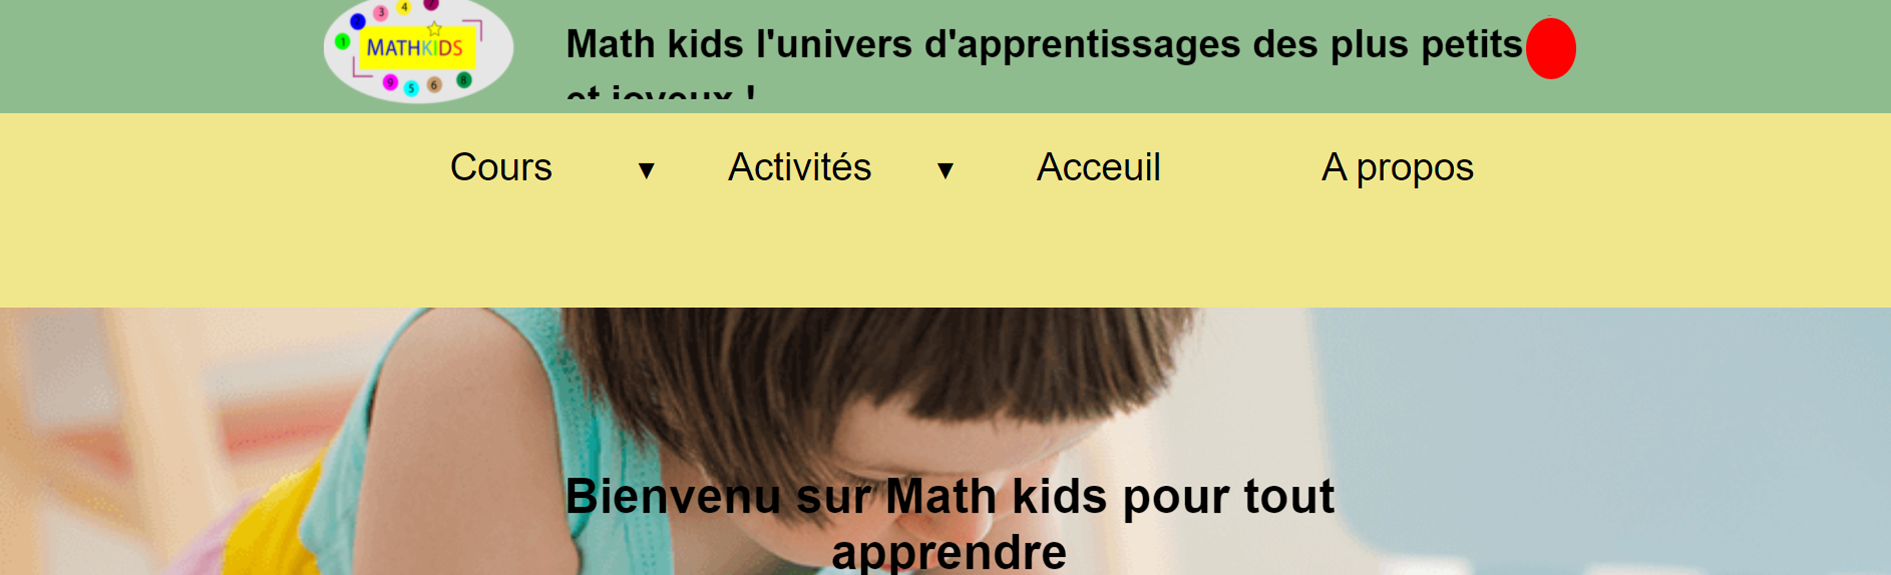 3 4 7
2
1 MATHKIDS
9 5 6 8
Math kids l'univers d'apprentissages des plus petits
et joyeux !
Cours ▼ Activités ▼ Acceuil A propos
Bienvenu sur Math kids pour tout
apprendre